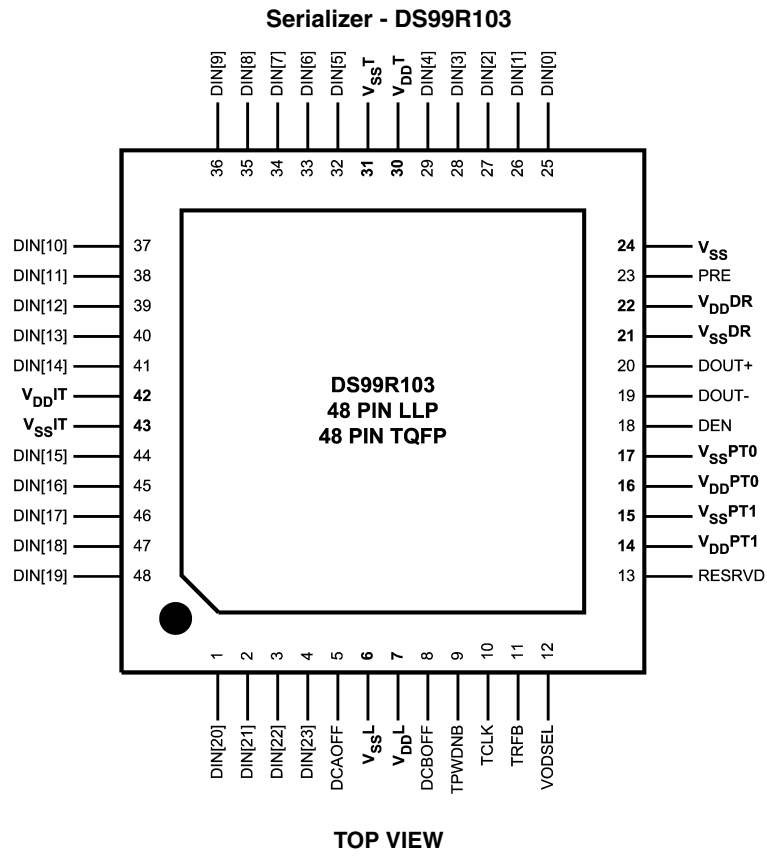 Serializer - DS99R103
DIN[9] DIN[8] DIN[7] DIN[6] DIN[5] VSST VDDT DIN[4] DIN[3] DIN[2] DIN[1] DIN[0]
36 35 34 33 32 31 30 29 28 27 26 25
DIN[10] 37 24 VSS
DIN[11] 38 23 PRE
DIN[12] 39 22 VDDDR
DIN[13] 40 21 VSSDR
DIN[14] 41 20 DOUT+
VDDIT 42 19 DOUT-
VSSIT 43 18 DEN
DIN[15] 44 17 VSSPT0
DIN[16] 45 16 VDDPT0
DIN[17] 46 15 VSSPT1
DIN[18] 47 14 VDDPT1
DIN[19] 48 13 RESRVD
DS99R103
48 PIN LLP
48 PIN TQFP
1 2 3 4 5 6 7 8 9 10 11 12
DIN[20] DIN[21] DIN[22] DIN[23] DCAOFF VSSL VDDL DCBOFF TPWDNB TCLK TRFB VODSEL
TOP VIEW